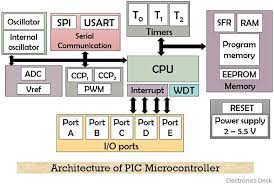 Oscillator
Internal
oscillator
SPI
USART
Serial
Communication
T0
T1
T2
Timers
SFR
RAM
Program
memory
EEPROM
Memory
ADC
Vref
CCP1
CCP2
PWM
CPU
Interrupt
WDT
Port
A
Port
B
Port
C
Port
D
Port
E
I/O ports
RESET
Power supply
2 – 5.5 V
Architecture of PIC Microcontroller
Electronics Desk